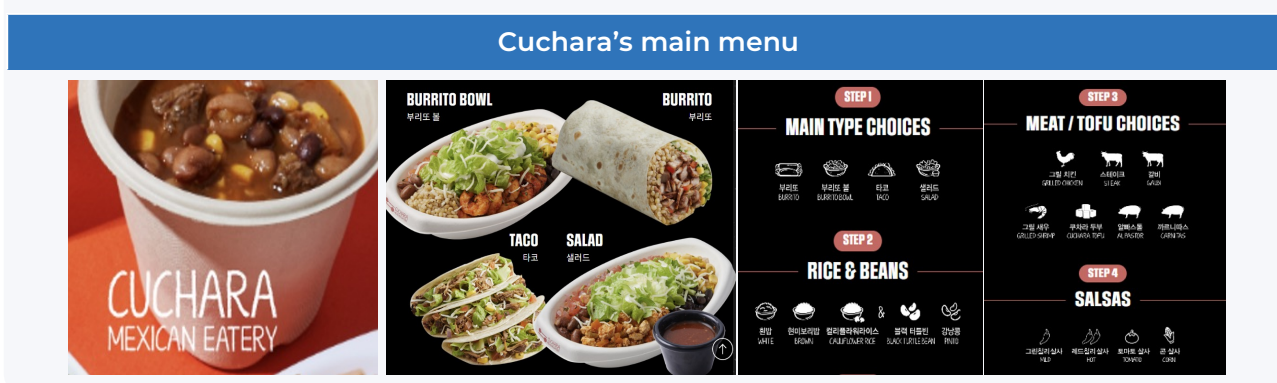 Cuchara’s main menu
CUCHARA
MEXICAN EATERY
BURRITO BOWL
부리또 볼
BURRITO
부리또
TACO
타코
SALAD
샐러드
STEP 1
MAIN TYPE CHOICES
부리또 부리또 볼 타코 샐러드
BURRITO BURRITO BOWL TACO SALAD
STEP 2
RICE & BEANS
&
흰밥 현미보리밥 컬리플라워라이스 블랙 터틀빈 강낭콩
WHITE BROWN CAULIFLOWER RICE BLACK TURTLE BEAN PINTO
STEP 3
MEAT / TOFU CHOICES
그릴 치킨 스테이크 갈비
GRILLED CHICKEN STEAK GALBI
그릴 새우 쿠차라 두부 알빠스톨 까르니따스
GRILLED SHRIMP CUCHARA TOFU AL PASTOR CARNITAS
STEP 4
SALSAS
그린칠리 살사 레드칠리 살사 토마토 살사 콘 살사
MILD HOT TOMATO CORN